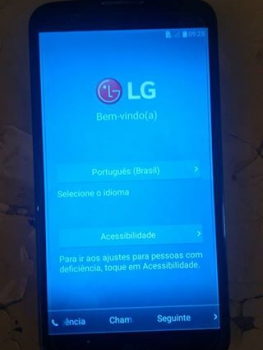 09:29
LG
Bem-vindo(a)
Português (Brasil)
Selecione o idioma
Acessibilidade
Para ir aos ajustes para pessoas com
deficiência, toque em Acessibilidade.
ência Cham Seguinte